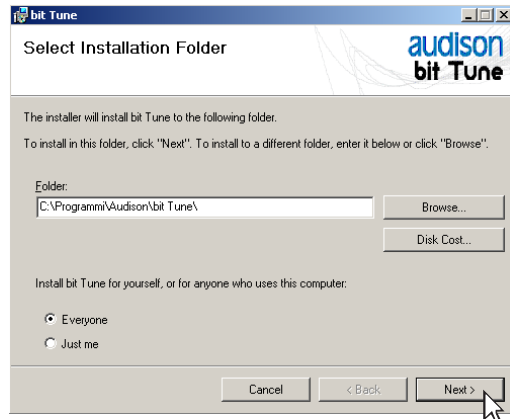 bit Tune
Select Installation Folder
audison
bit Tune
The installer will install bit Tune to the following folder.
To install in this folder, click "Next". To install to a different folder, enter it below or click "Browse".
Folder:
C:\Programmi\Audison\bit Tune\
Browse...
Disk Cost...
Install bit Tune for yourself, or for anyone who uses this computer:
Everyone
Just me
Cancel
< Back
Next >